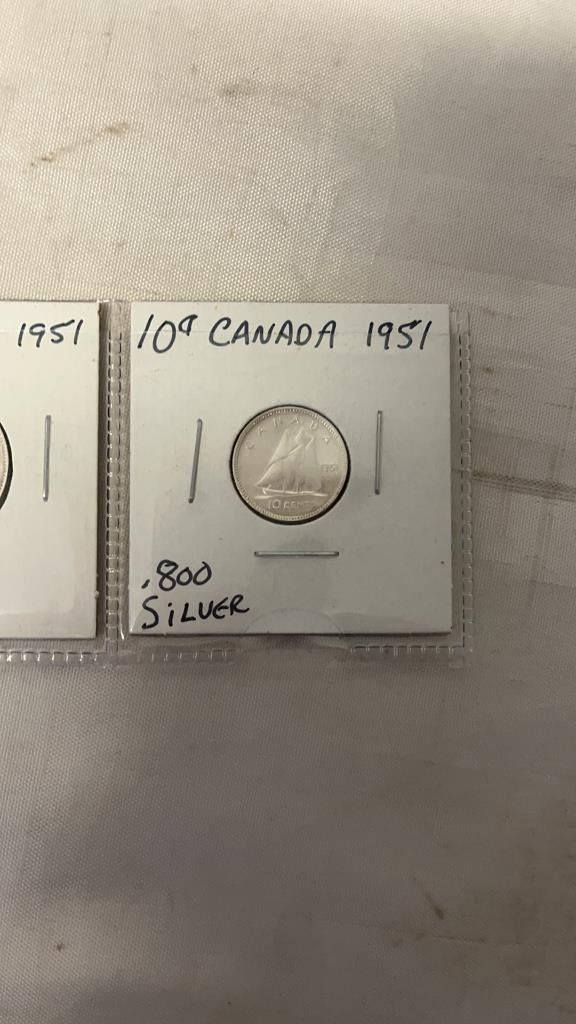 1951
10¢ CANADA 1951
CANADA
1951
10 CENTS
.800
SiLVER